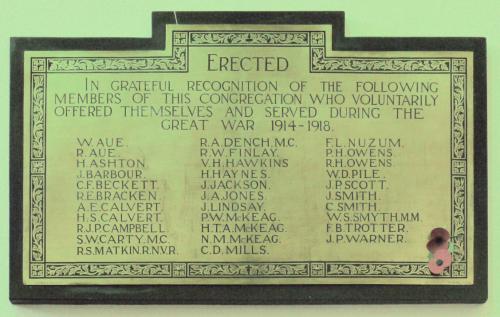 ERECTED
IN GRATEFUL RECOGNITION OF THE FOLLOWING
MEMBERS OF THIS CONGREGATION WHO VOLUNTARILY
OFFERED THEMSELVES AND SERVED DURING THE
GREAT WAR 1914-1918.
W. AUE.
R. AUE.
H. ASHTON.
J. BARBOUR.
C.F. BECKETT.
R.E. BRACKEN.
A.E. CALVERT.
H.S. CALVERT.
R.J.P. CAMPBELL.
S.W. CARTY. M.C.
R.S. MATKIN. R.N.V.R.
R.A. DENCH, M.C.
R.W. FINLAY.
W.H. HAWKINS
H. HAYNES.
J. JACKSON.
J.A. JONES
J. LINDSAY.
P.W. McKEAG.
H.T.A. McKEAG.
N.M. McKEAG.
C.D. MILLS.
F.L. NUZUM.
P.H. OWENS.
R.H. OWENS.
W.D. PILE.
J.P. SCOTT.
J. SMITH.
C. SMITH.
W.S. SMYTH. M.M.
F.B. TROTTER.
J.P. WARNER.